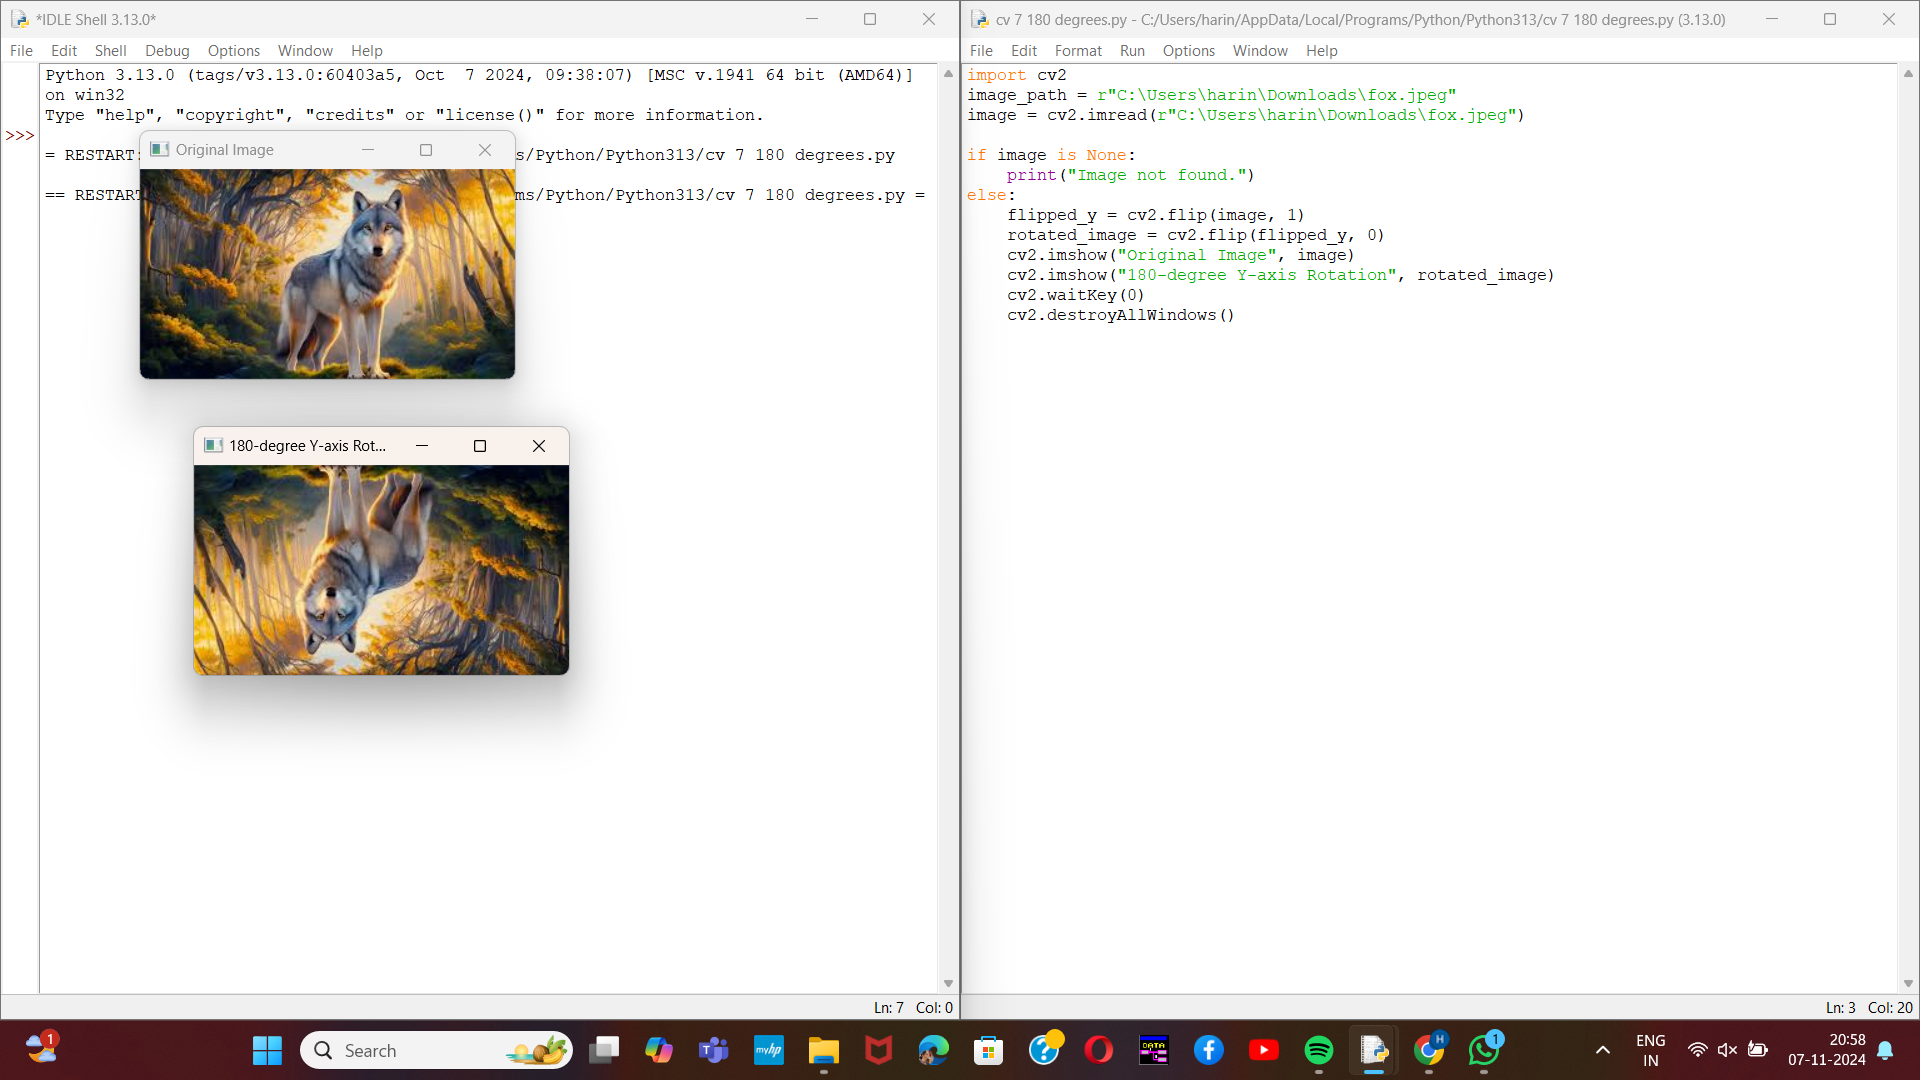 *IDLE Shell 3.13.0*
File Edit Shell Debug Options Window Help
Python 3.13.0 (tags/v3.13.0:60403a5, Oct  7 2024, 09:38:07) [MSC v.1941 64 bit (AMD64)]
on win32
Type "help", "copyright", "credits" or "license()" for more information.
>>>
= RESTART: s/Python/Python313/cv 7 180 degrees.py
== RESTART ms/Python/Python313/cv 7 180 degrees.py =
Original Image
180-degree Y-axis Rot...
Ln: 7 Col: 0
cv 7 180 degrees.py - C:/Users/harin/AppData/Local/Programs/Python/Python313/cv 7 180 degrees.py (3.13.0)
File Edit Format Run Options Window Help
import cv2
image_path = r"C:\Users\harin\Downloads\fox.jpeg"
image = cv2.imread(r"C:\Users\harin\Downloads\fox.jpeg")
if image is None:
    print("Image not found.")
else:
    flipped_y = cv2.flip(image, 1)
    rotated_image = cv2.flip(flipped_y, 0)
    cv2.imshow("Original Image", image)
    cv2.imshow("180-degree Y-axis Rotation", rotated_image)
    cv2.waitKey(0)
    cv2.destroyAllWindows()
Ln: 3 Col: 20
1
Search
myhp
DATA
H
1
ENG
IN
20:58
07-11-2024